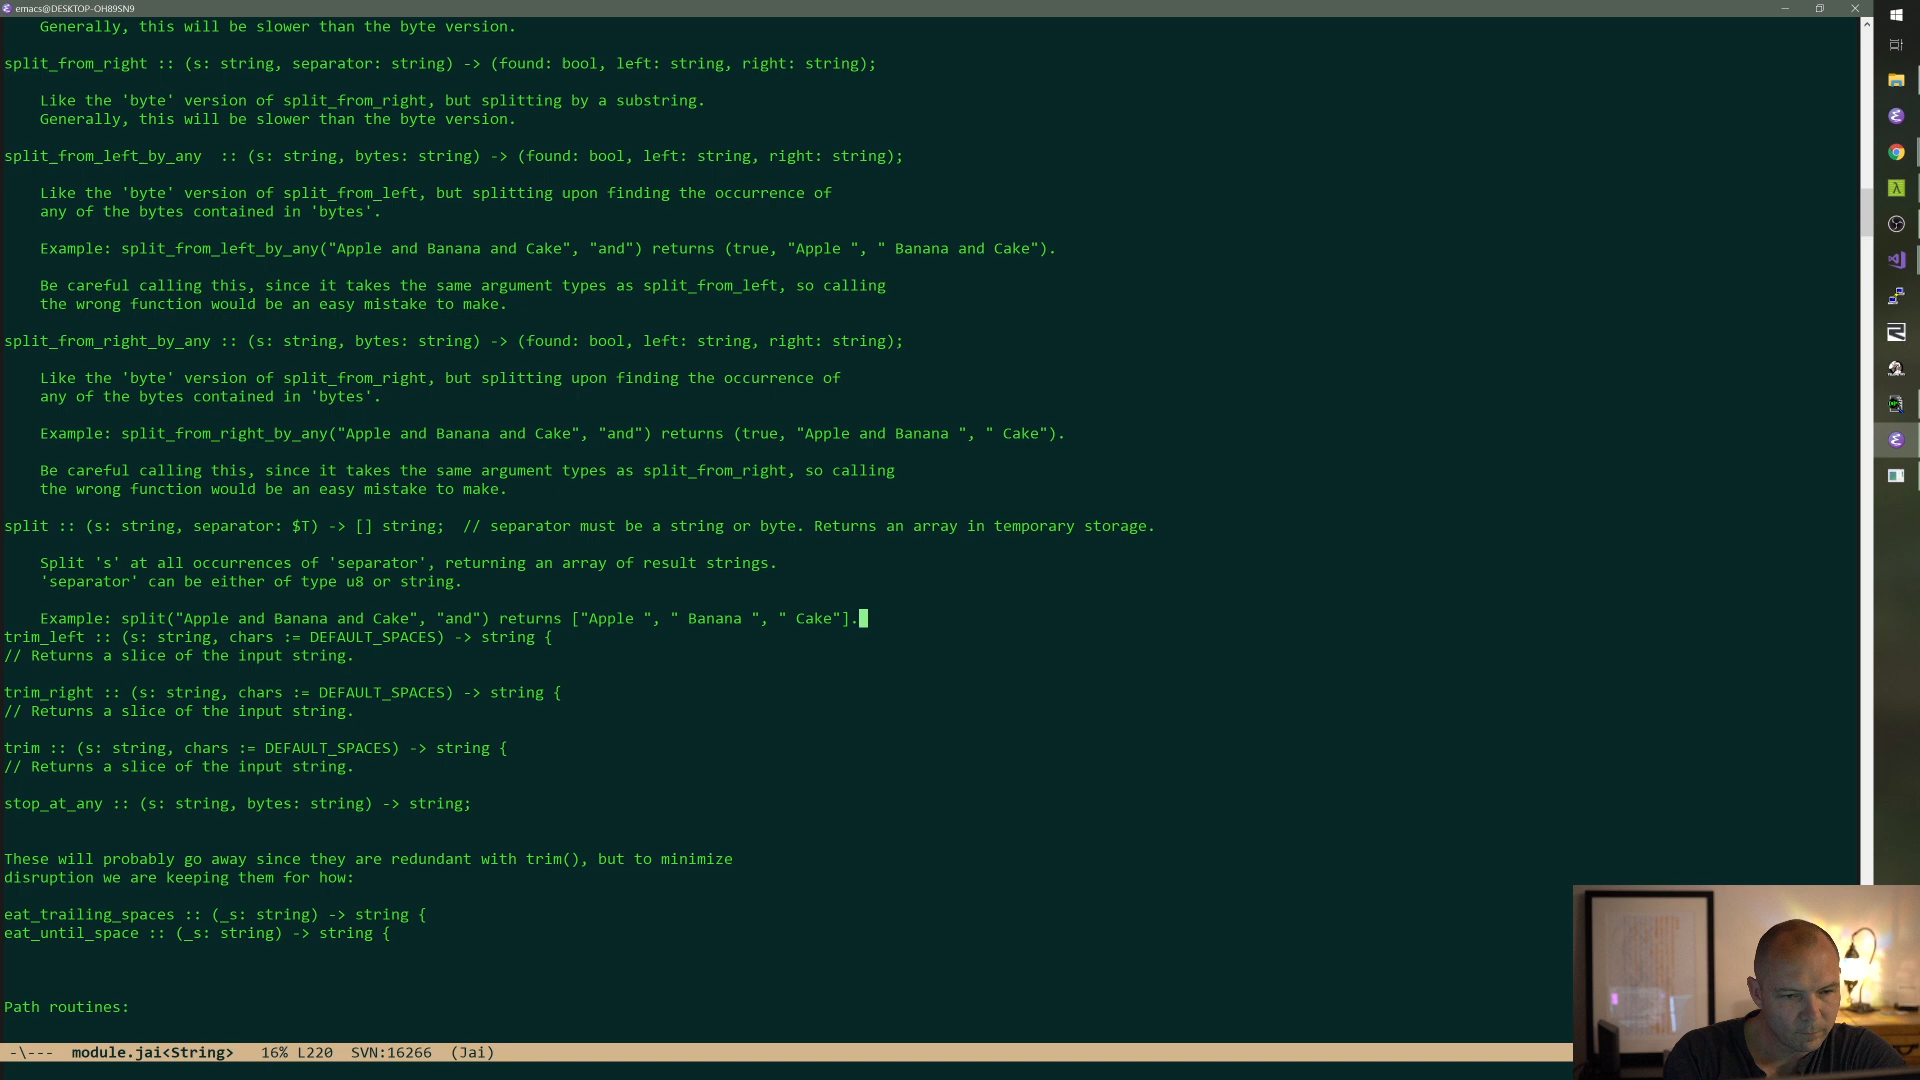 emacs@DESKTOP-OH89SN9
Generally, this will be slower than the byte version.
split_from_right :: (s: string, separator: string) -> (found: bool, left: string, right: string);
Like the 'byte' version of split_from_right, but splitting by a substring.
Generally, this will be slower than the byte version.
split_from_left_by_any  :: (s: string, bytes: string) -> (found: bool, left: string, right: string);
Like the 'byte' version of split_from_left, but splitting upon finding the occurrence of
any of the bytes contained in 'bytes'.
Example: split_from_left_by_any("Apple and Banana and Cake", "and") returns (true, "Apple ", " Banana and Cake").
Be careful calling this, since it takes the same argument types as split_from_left, so calling
the wrong function would be an easy mistake to make.
split_from_right_by_any :: (s: string, bytes: string) -> (found: bool, left: string, right: string);
Like the 'byte' version of split_from_right, but splitting upon finding the occurrence of
any of the bytes contained in 'bytes'.
Example: split_from_right_by_any("Apple and Banana and Cake", "and") returns (true, "Apple and Banana ", " Cake").
Be careful calling this, since it takes the same argument types as split_from_right, so calling
the wrong function would be an easy mistake to make.
split :: (s: string, separator: $T) -> [] string;  // separator must be a string or byte. Returns an array in temporary storage.
Split 's' at all occurrences of 'separator', returning an array of result strings.
'separator' can be either of type u8 or string.
Example: split("Apple and Banana and Cake", "and") returns ["Apple ", " Banana ", " Cake"].
trim_left :: (s: string, chars := DEFAULT_SPACES) -> string {
// Returns a slice of the input string.
trim_right :: (s: string, chars := DEFAULT_SPACES) -> string {
// Returns a slice of the input string.
trim :: (s: string, chars := DEFAULT_SPACES) -> string {
// Returns a slice of the input string.
stop_at_any :: (s: string, bytes: string) -> string;
These will probably go away since they are redundant with trim(), but to minimize
disruption we are keeping them for how:
eat_trailing_spaces :: (_s: string) -> string {
eat_until_space :: (_s: string) -> string {
Path routines:
-\---  module.jai<String>   16% L220  SVN:16266  (Jai)